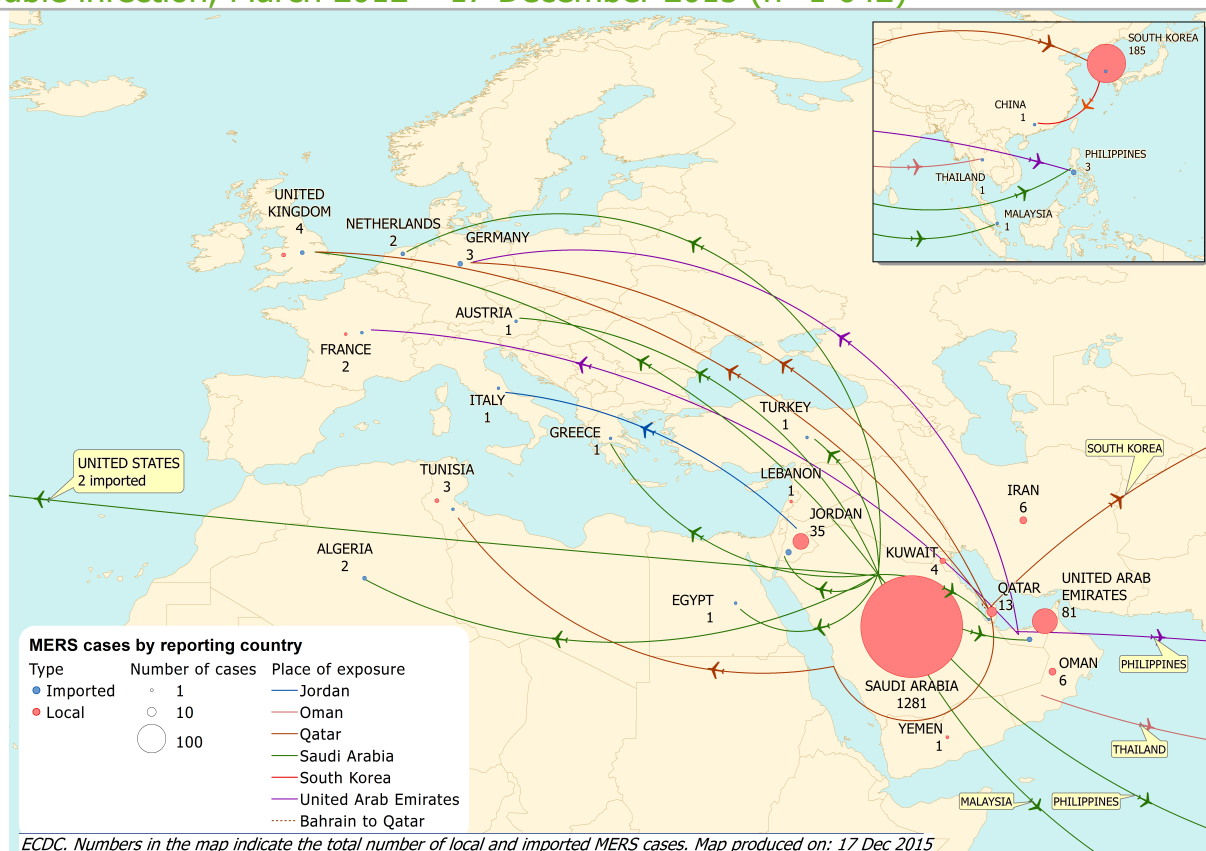 SOUTH KOREA
185
CHINA
1
PHILIPPINES
3
THAILAND
1
MALAYSIA
1
UNITED
KINGDOM
4
NETHERLANDS
2
GERMANY
3
AUSTRIA
1
FRANCE
2
ITALY
1
GREECE
1
TURKEY
1
SOUTH KOREA
UNITED STATES
2 imported
TUNISIA
3
LEBANON
1
JORDAN
35
IRAN
6
ALGERIA
2
KUWAIT
4
EGYPT
1
QATAR
13
UNITED ARAB
EMIRATES
81
PHILIPPINES
OMAN
6
SAUDI ARABIA
1281
YEMEN
1
THAILAND
MALAYSIA
PHILIPPINES
MERS cases by reporting country
Type
Number of cases
Place of exposure
Imported
Local
1
10
100
Jordan
Oman
Qatar
Saudi Arabia
South Korea
United Arab Emirates
Bahrain to Qatar
ECDC. Numbers in the map indicate the total number of local and imported MERS cases. Map produced on: 17 Dec 2015